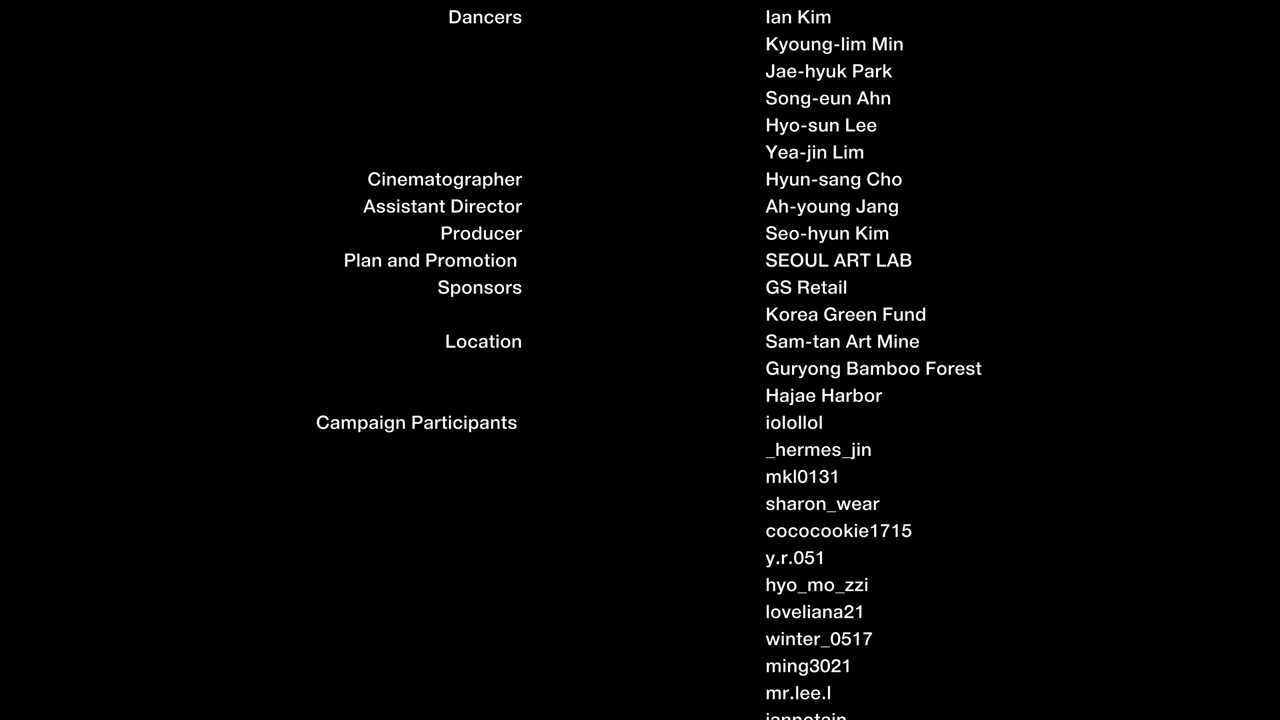 Dancers Ian Kim
Kyoung-lim Min
Jae-hyuk Park
Song-eun Ahn
Hyo-sun Lee
Yea-jin Lim
Cinematographer Hyun-sang Cho
Assistant Director Ah-young Jang
Producer Seo-hyun Kim
Plan and Promotion SEOUL ART LAB
Sponsors GS Retail
Korea Green Fund
Location Sam-tan Art Mine
Guryong Bamboo Forest
Hajae Harbor
Campaign Participants iolollol
_hermes_jin
mkl0131
sharon_wear
cococookie1715
y.r.051
hyo_mo_zzi
loveliana21
winter_0517
ming3021
mr.lee.l